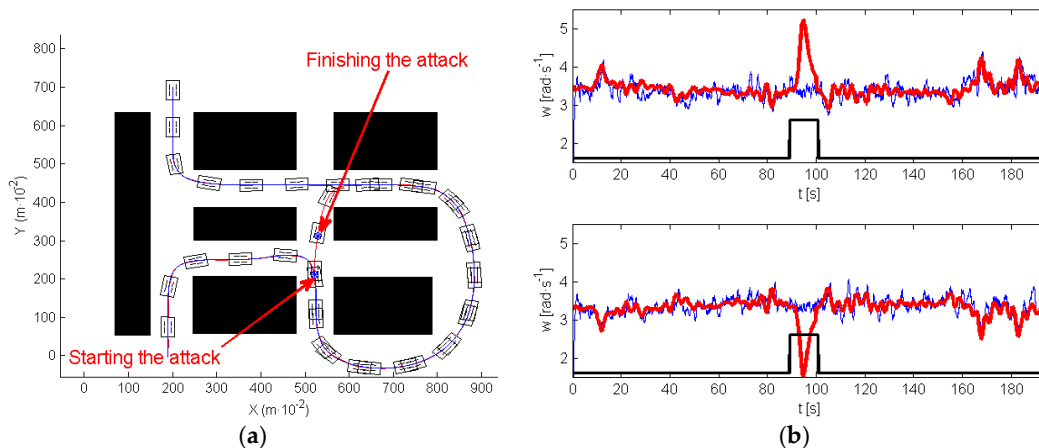 Finishing the attack
Starting the attack
800
700
600
500
400
300
200
100
0
Y (m·10⁻²)
0 100 200 300 400 500 600 700 800 900
X (m·10⁻²)
(a)
5
4
3
2
w [rad·s⁻¹]
0 20 40 60 80 100 120 140 160 180
t [s]
5
4
3
2
w [rad·s⁻¹]
0 20 40 60 80 100 120 140 160 180
t [s]
(b)